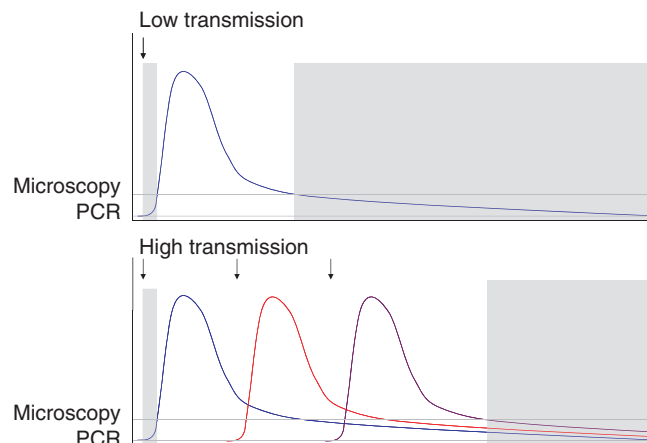 Low transmission
Microscopy
PCR
High transmission
Microscopy
PCR